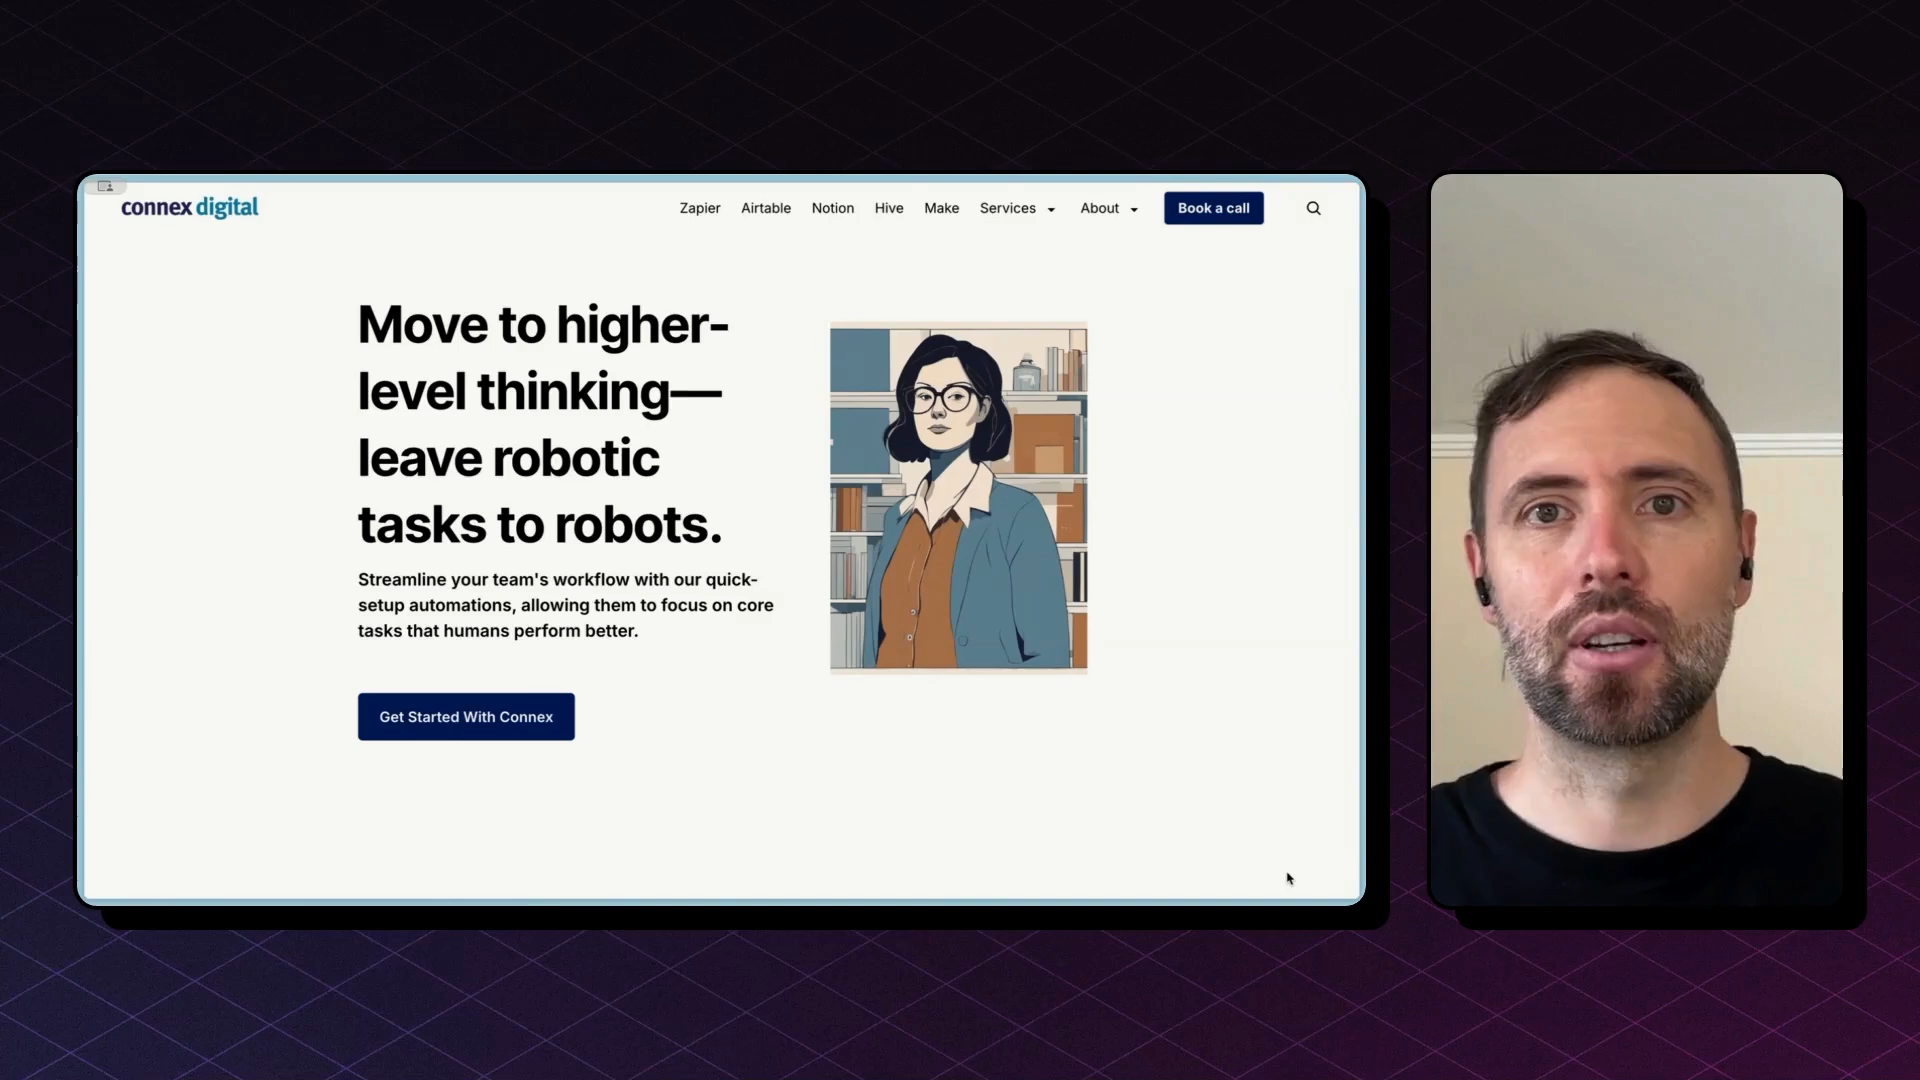 connex digital
Zapier Airtable Notion Hive Make Services About Book a call
Move to higher-
level thinking—
leave robotic
tasks to robots.
Streamline your team's workflow with our quick-
setup automations, allowing them to focus on core
tasks that humans perform better.
Get Started With Connex